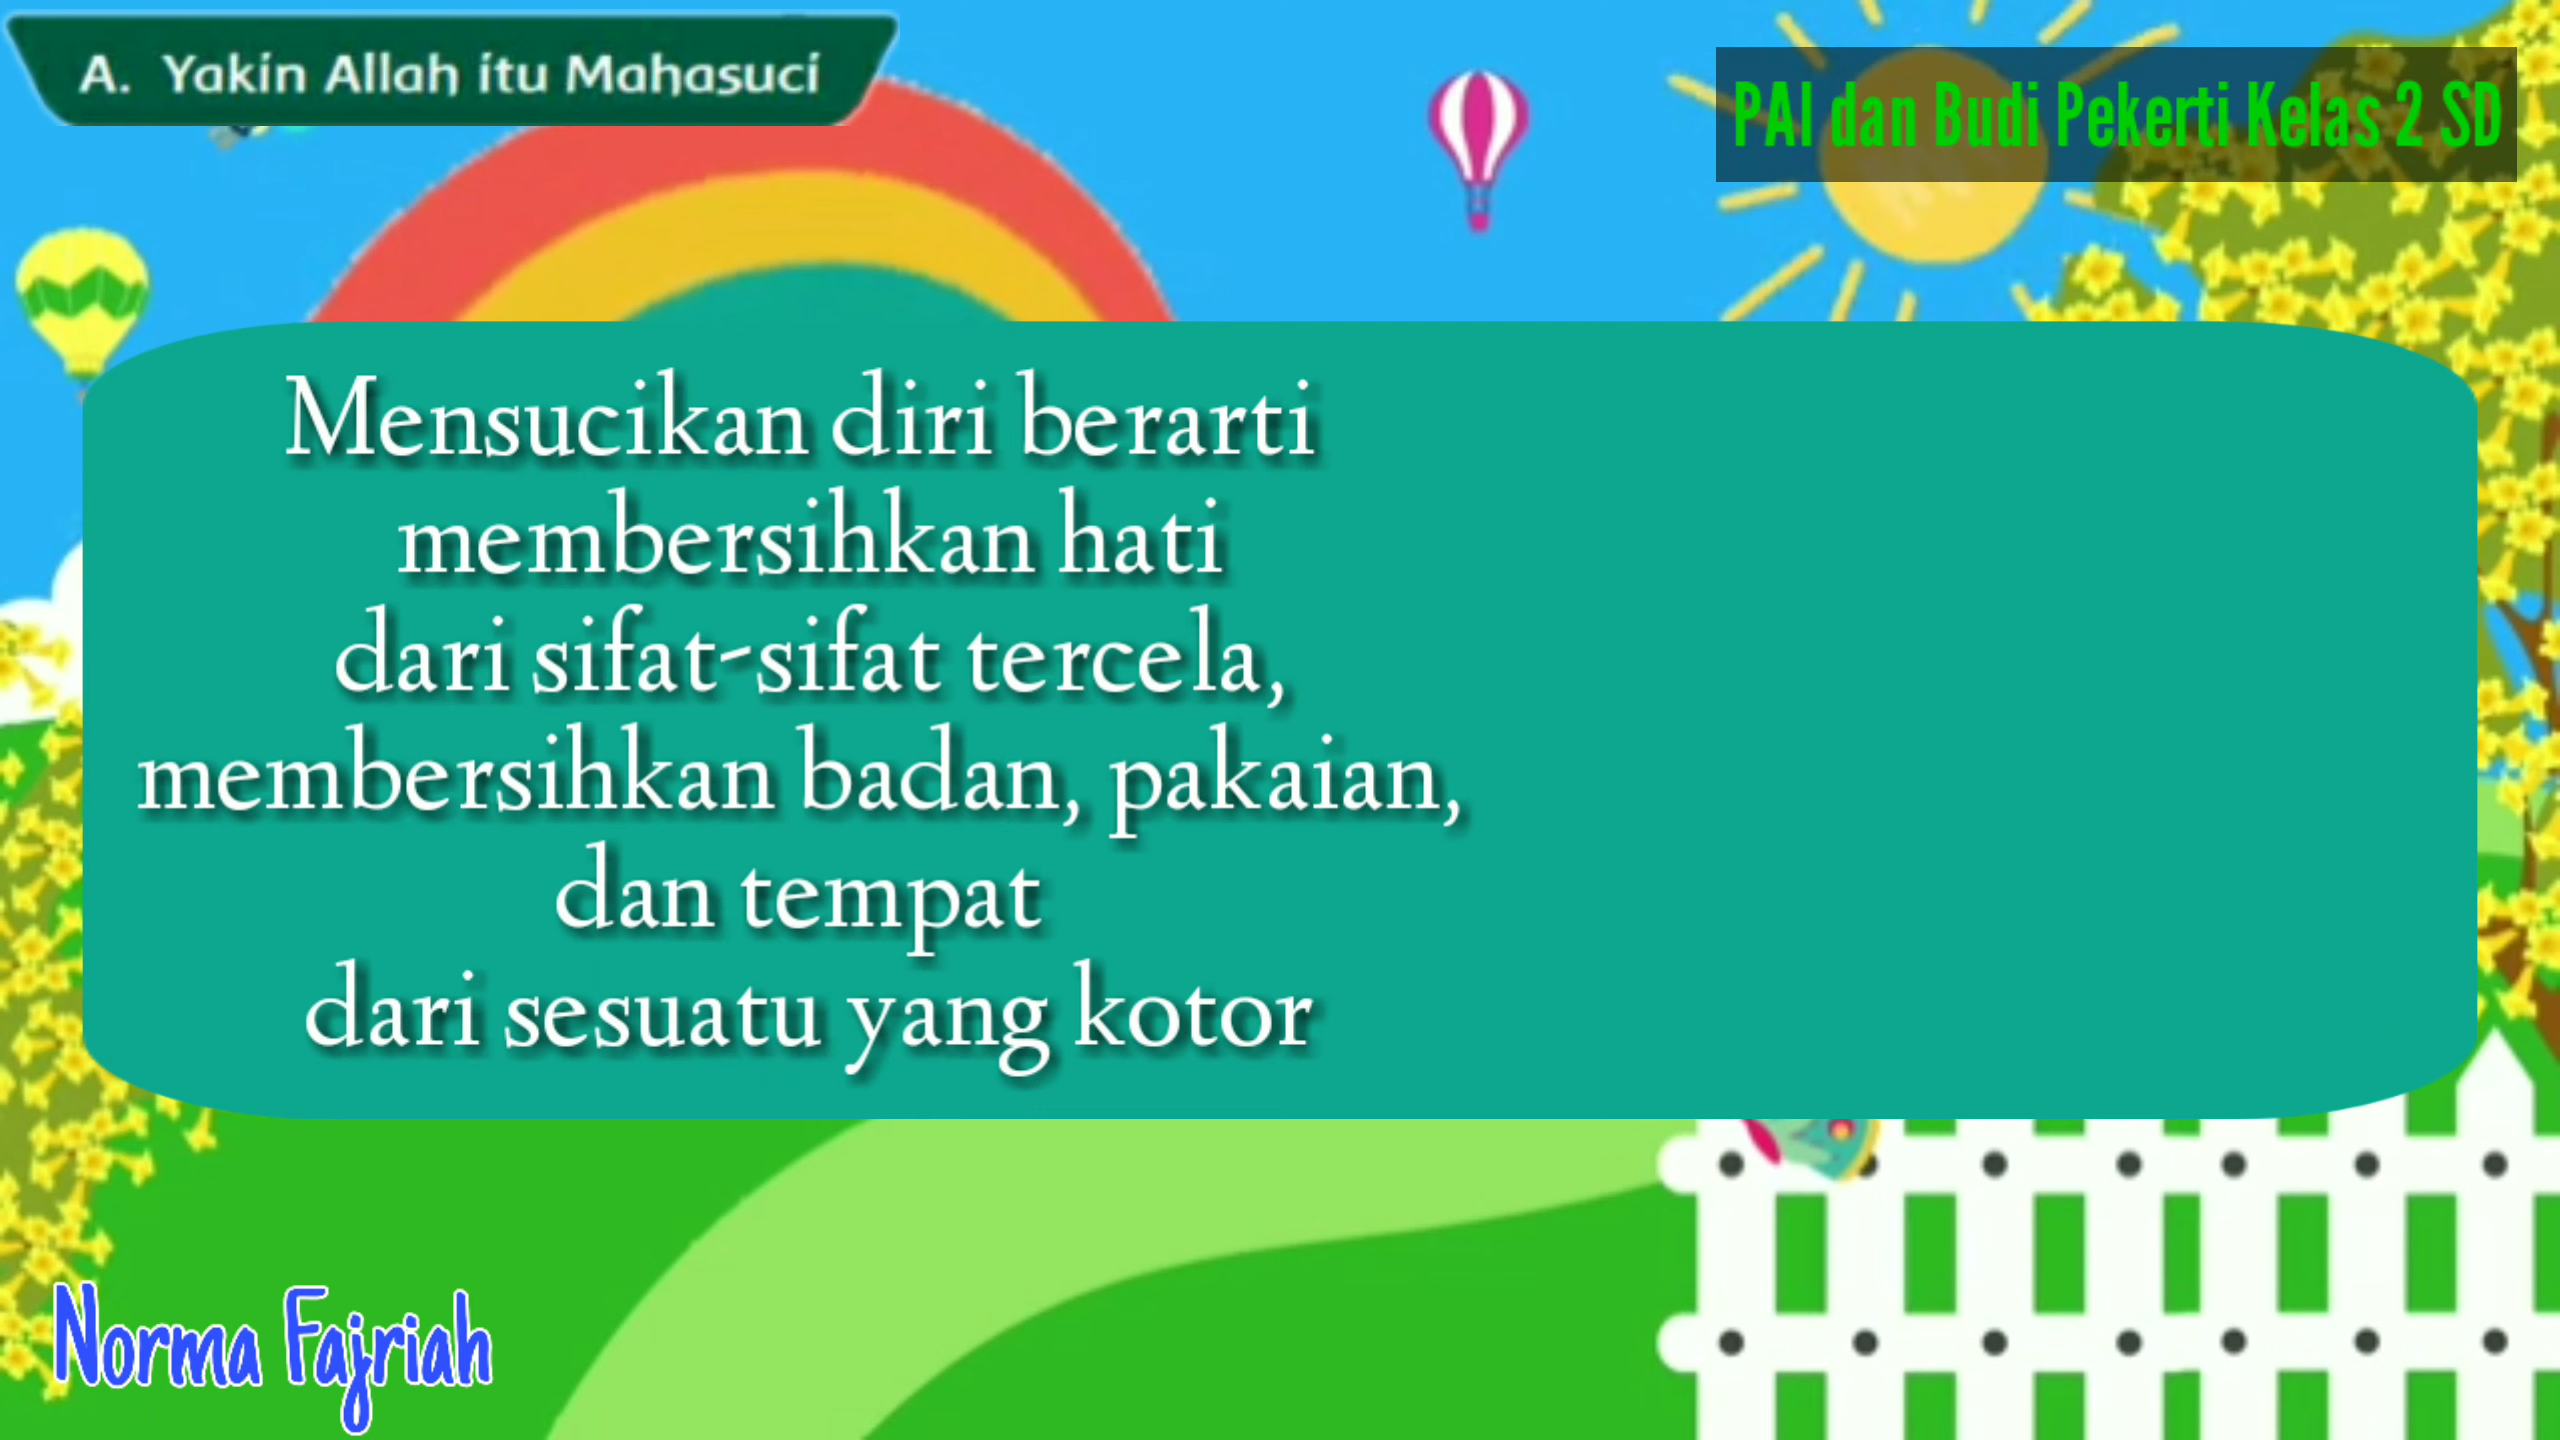 A. Yakin Allah itu Mahasuci
PAI dan Budi Pekerti Kelas 2 SD
Mensucikan diri berarti
membersihkan hati
dari sifat-sifat tercela,
membersihkan badan, pakaian,
dan tempat
dari sesuatu yang kotor
Norma Fajriah